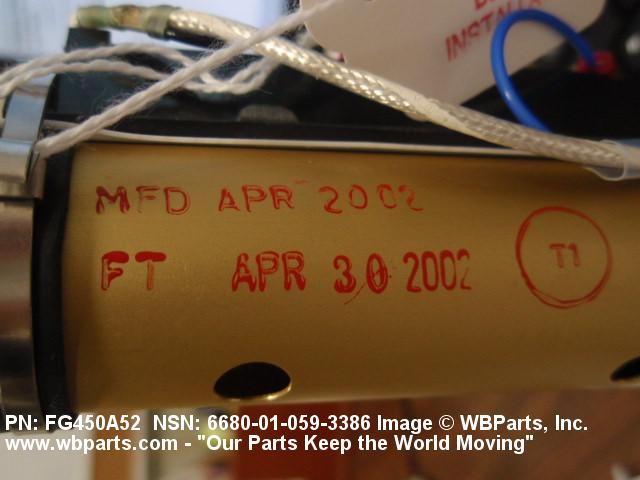 INSTALLA
MFD APR 2002
FT APR 30 2002
T1
PN: FG450A52 NSN: 6680-01-059-3386 Image © WBParts, Inc.
www.wbparts.com - "Our Parts Keep the World Moving"